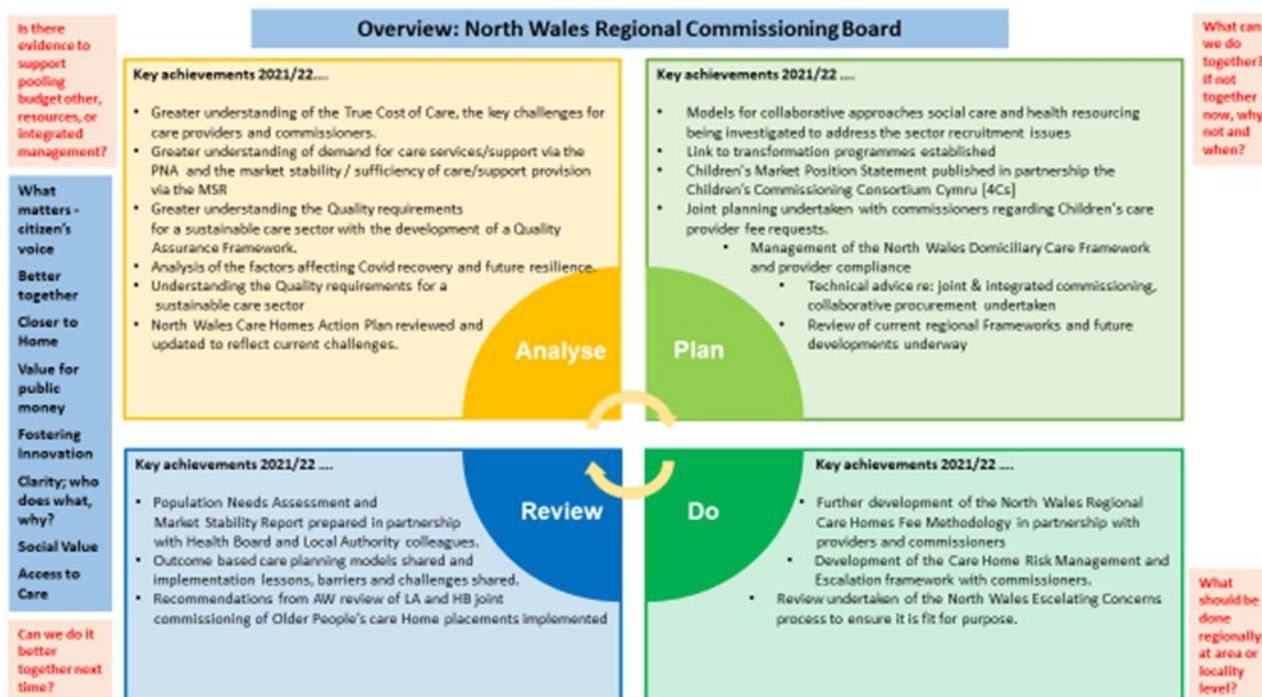 Overview: North Wales Regional Commissioning Board
Is there
evidence to
support
pooling
budget other,
resources, or
integrated
management?
What
matters -
citizen's
voice
Better
together
Closer to
Home
Value for
public
money
Fostering
Innovation
Clarity; who
does what,
why?
Social Value
Access to
Care
Can we do it
better
together next
time?
Key achievements 2021/22....
• Greater understanding of the True Cost of Care, the key challenges for
care providers and commissioners.
• Greater understanding of demand for care services/support via the
PNA and the market stability / sufficiency of care/support provision
via the MSR
• Greater understanding the Quality requirements
for a sustainable care sector with the development of a Quality
Assurance Framework.
• Analysis of the factors affecting Covid recovery and future resilience.
• Understanding the Quality requirements for a
sustainable care sector
• North Wales Care Homes Action Plan reviewed and
updated to reflect current challenges.
Analyse
Key achievements 2021/22 ....
• Models for collaborative approaches social care and health resourcing
being investigated to address the sector recruitment issues
• Link to transformation programmes established
• Children's Market Position Statement published in partnership the
Children's Commissioning Consortium Cymru [4Cs]
• Joint planning undertaken with commissioners regarding Children's care
provider fee requests.
• Management of the North Wales Domiciliary Care Framework
and provider compliance
• Technical advice re: joint & integrated commissioning,
collaborative procurement undertaken
• Review of current regional Frameworks and future
developments underway
Plan
Key achievements 2021/22 ....
• Population Needs Assessment and
Market Stability Report prepared in partnership
with Health Board and Local Authority colleagues.
• Outcome based care planning models shared and
implementation lessons, barriers and challenges shared.
• Recommendations from AW review of LA and HB joint
commissioning of Older People's care Home placements implemented
Review
Key achievements 2021/22 ....
• Further development of the North Wales Regional
Care Homes Fee Methodology in partnership with
providers and commissioners
• Development of the Care Home Risk Management and
Escalation framework with commissioners.
• Review undertaken of the North Wales Escelating Concerns
process to ensure it is fit for purpose.
Do
What can
we do
together?
If not
together
now, why
not and
when?
What
should be
done
regionally,
at area or
locality
level?